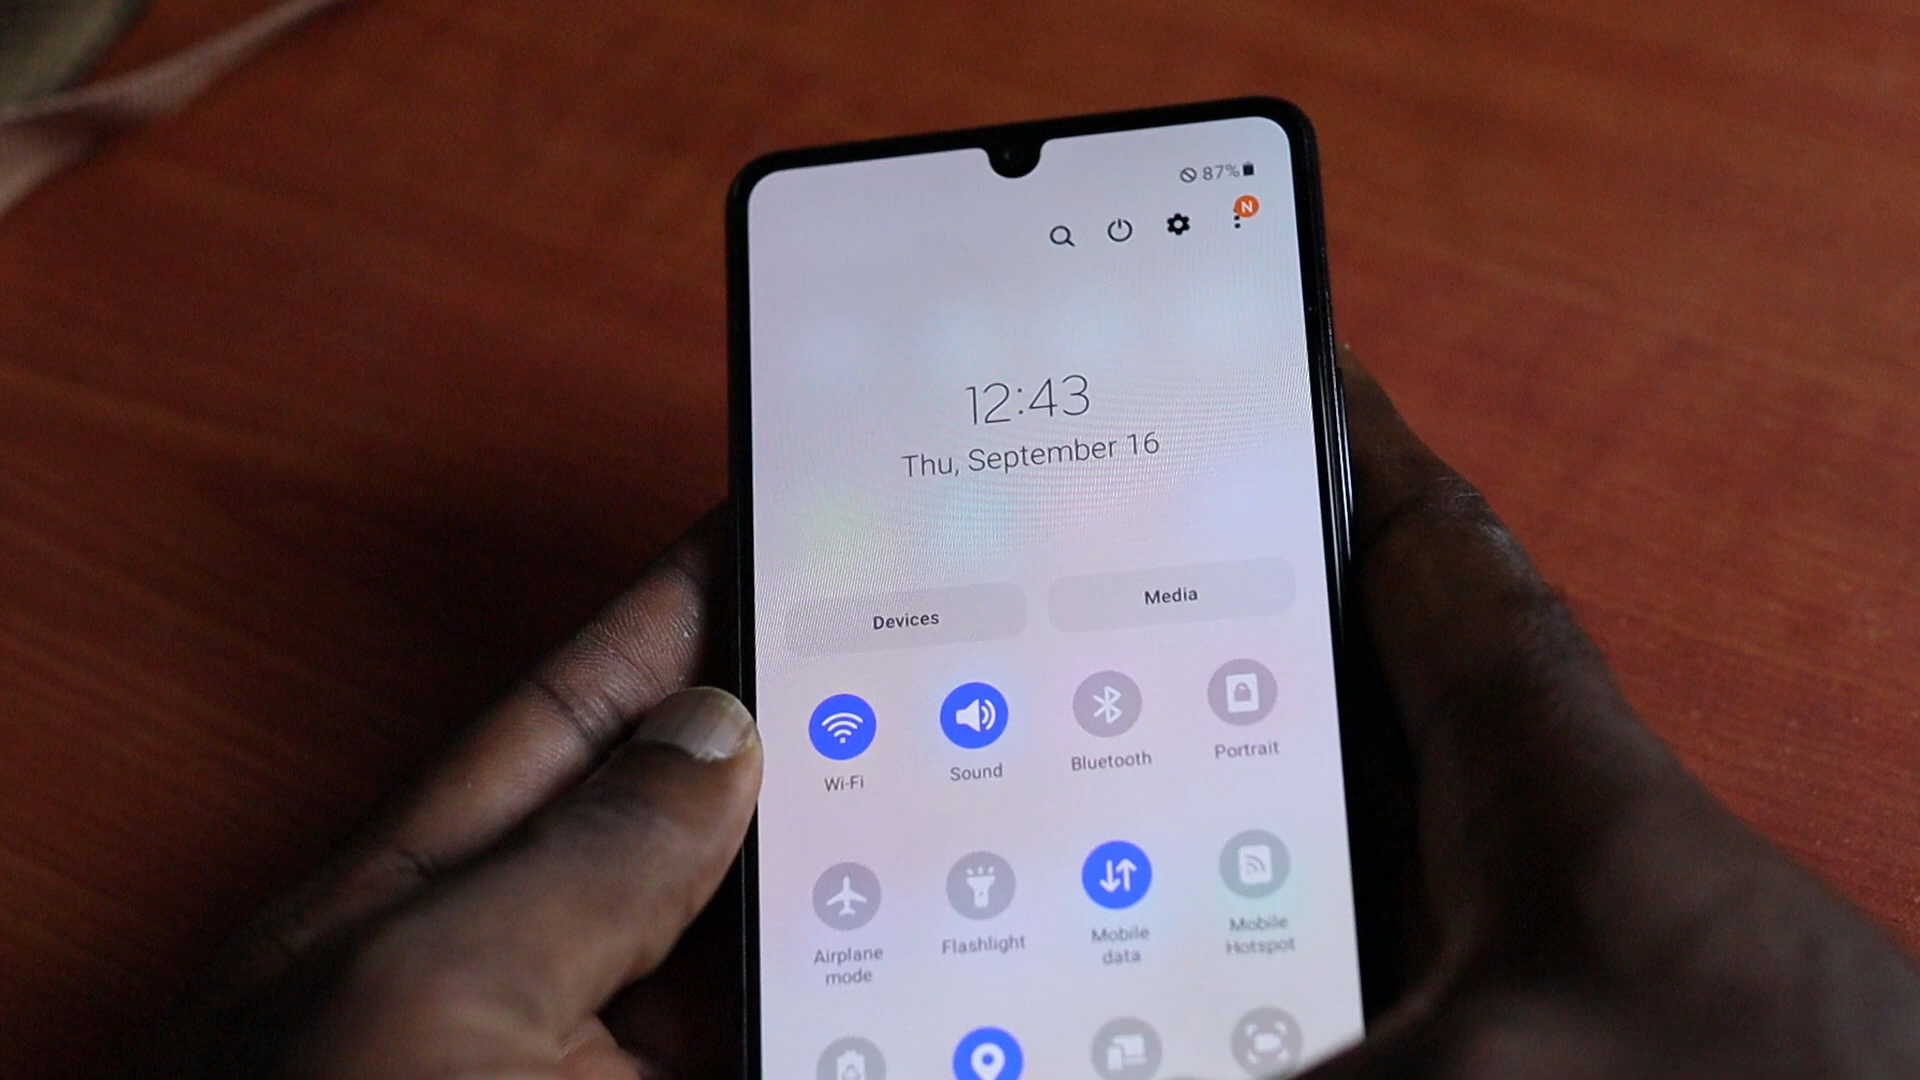 87%
N
12:43
Thu, September 16
Devices
Media
Wi-Fi
Sound
Bluetooth
Portrait
Airplane
mode
Flashlight
Mobile
data
Mobile
Hotspot